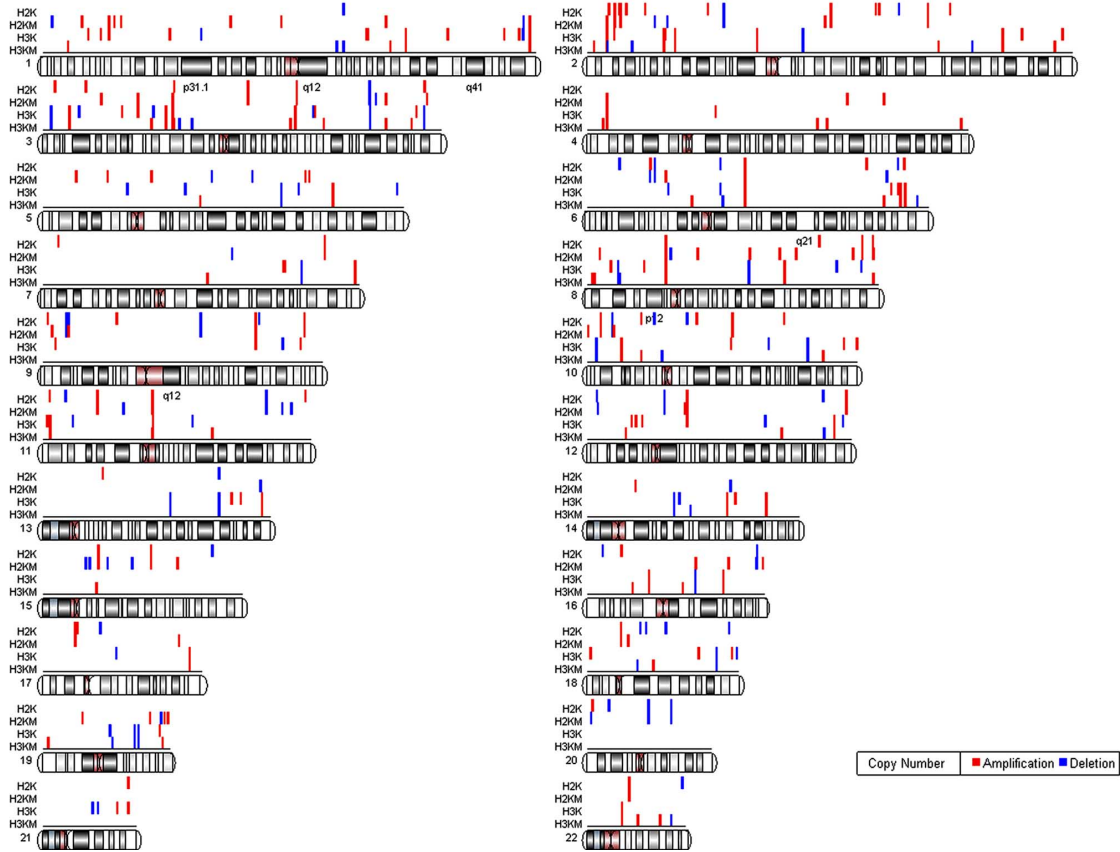 H2K
H2KM
H3K
H3KM
1
p31.1 q12 q41
H2K
H2KM
H3K
H3KM
2
H2K
H2KM
H3K
H3KM
3
H2K
H2KM
H3K
H3KM
4
H2K
H2KM
H3K
H3KM
5
H2K
H2KM
H3K
H3KM
6
q21
H2K
H2KM
H3K
H3KM
7
H2K
H2KM
H3K
H3KM
8
p12
H2K
H2KM
H3K
H3KM
9
q12
H2K
H2KM
H3K
H3KM
10
H2K
H2KM
H3K
H3KM
11
H2K
H2KM
H3K
H3KM
12
H2K
H2KM
H3K
H3KM
13
H2K
H2KM
H3K
H3KM
14
H2K
H2KM
H3K
H3KM
15
H2K
H2KM
H3K
H3KM
16
H2K
H2KM
H3K
H3KM
17
H2K
H2KM
H3K
H3KM
18
H2K
H2KM
H3K
H3KM
19
H2K
H2KM
H3K
H3KM
20
Copy Number Amplification Deletion
H2K
H2KM
H3K
H3KM
21
H2K
H2KM
H3K
H3KM
22